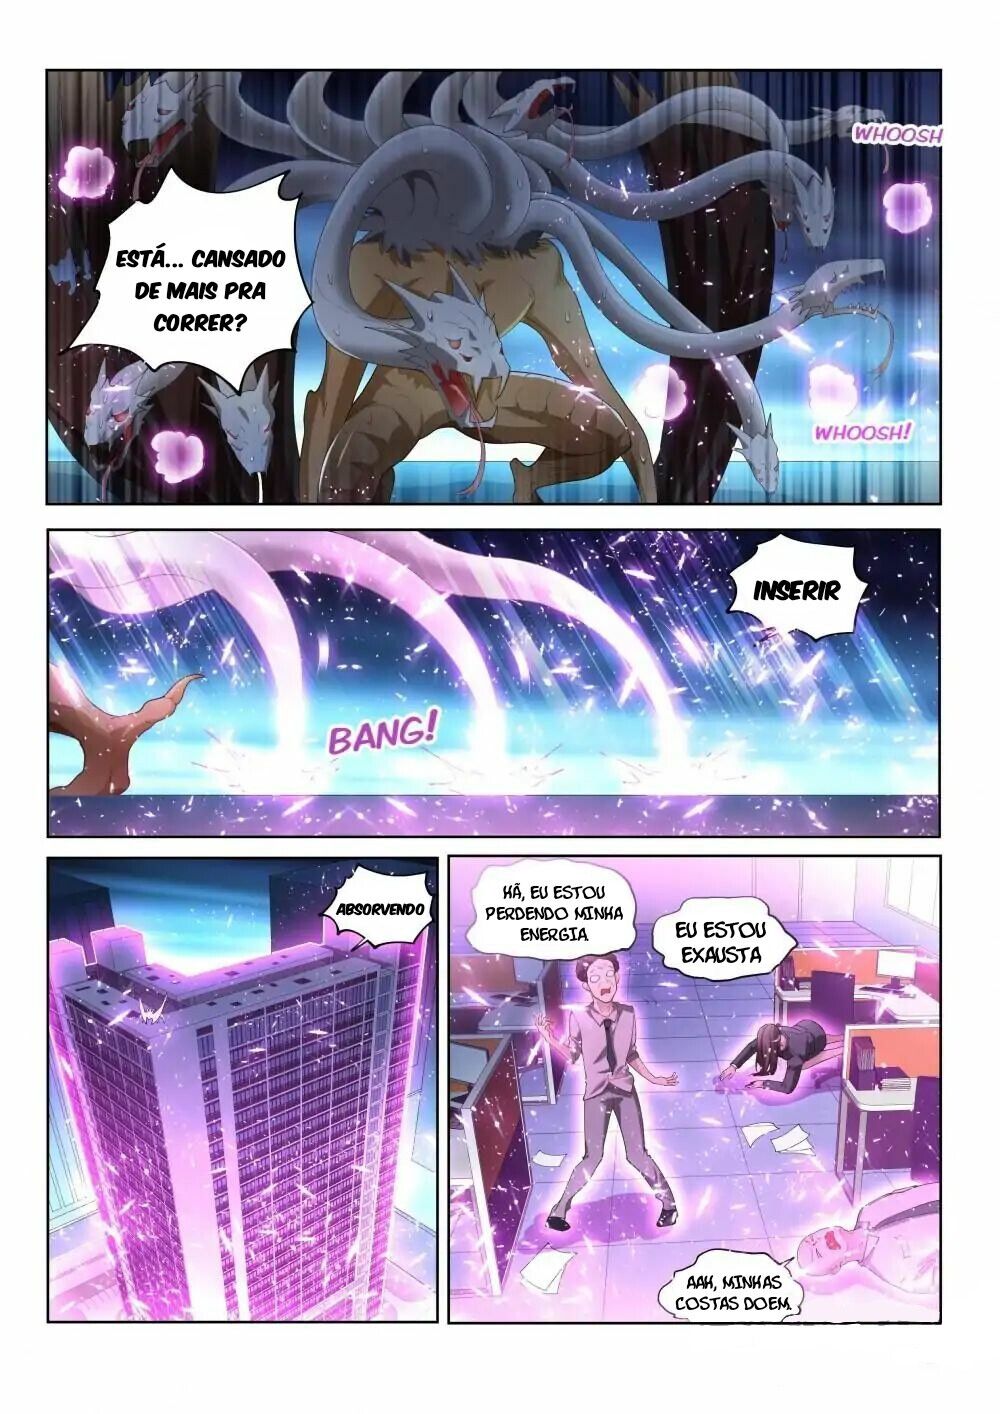 WHOOSH
ESTÁ... CANSADO
DE MAIS PRA
CORRER?
WHOOSH!
INSERIR
BANG!
ABSORVENDO
HÃ, EU ESTOU
PERDENDO MINHA
ENERGIA
EU ESTOU
EXAUSTA
AAH, MINHAS
COSTAS DOEM.